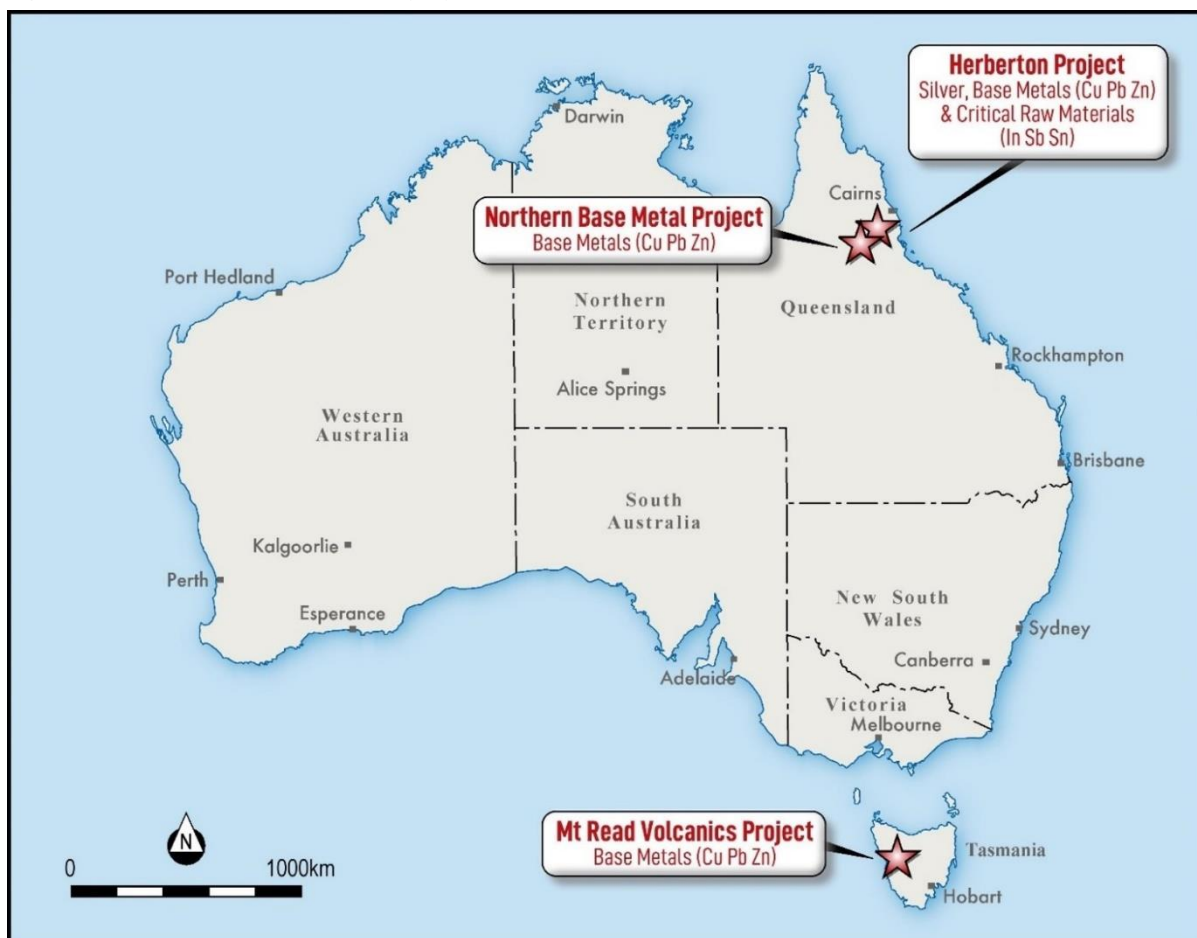 Herberton Project
Silver, Base Metals (Cu Pb Zn)
& Critical Raw Materials
(In Sb Sn)
Darwin
Cairns
Northern Base Metal Project
Base Metals (Cu Pb Zn)
Port Hedland
Northern
Territory
Queensland
Rockhampton
Alice Springs
Western
Australia
Brisbane
South
Australia
Kalgoorlie
Perth
Esperance
New South
Wales
Sydney
Canberra
Adelaide
Victoria
Melbourne
Mt Read Volcanics Project
Base Metals (Cu Pb Zn)
Tasmania
Hobart
N
0 1000km